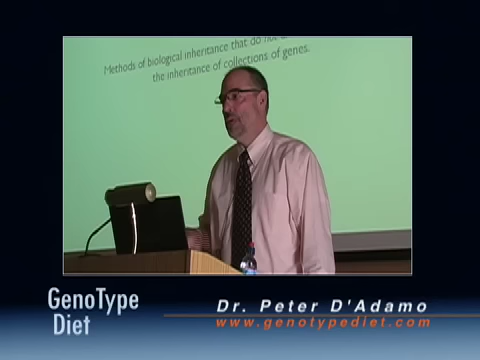 Methods of biological inheritance that do not
the inheritance of collections of genes.
GenoType
Diet
Dr. Peter D'Adamo
www.genotypediet.com